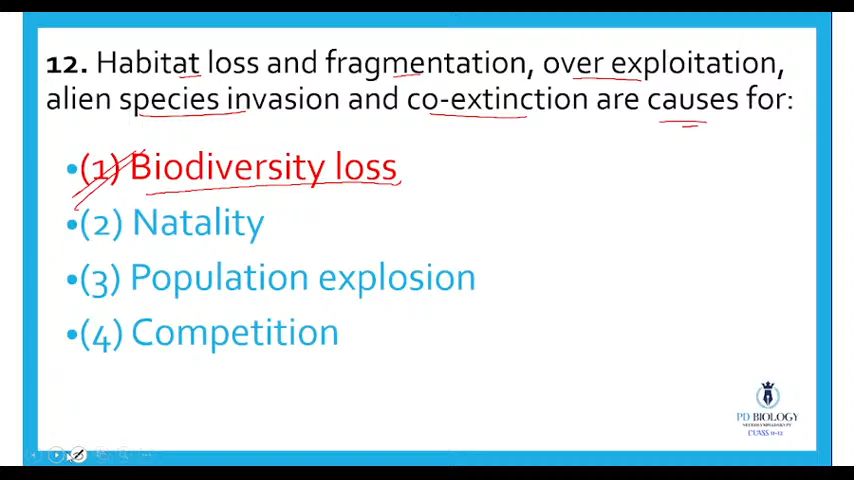 12. Habitat loss and fragmentation, over exploitation,
alien species invasion and co-extinction are causes for:
•(1) Biodiversity loss
•(2) Natality
•(3) Population explosion
•(4) Competition
PD BIOLOGY
CLASS 11-12